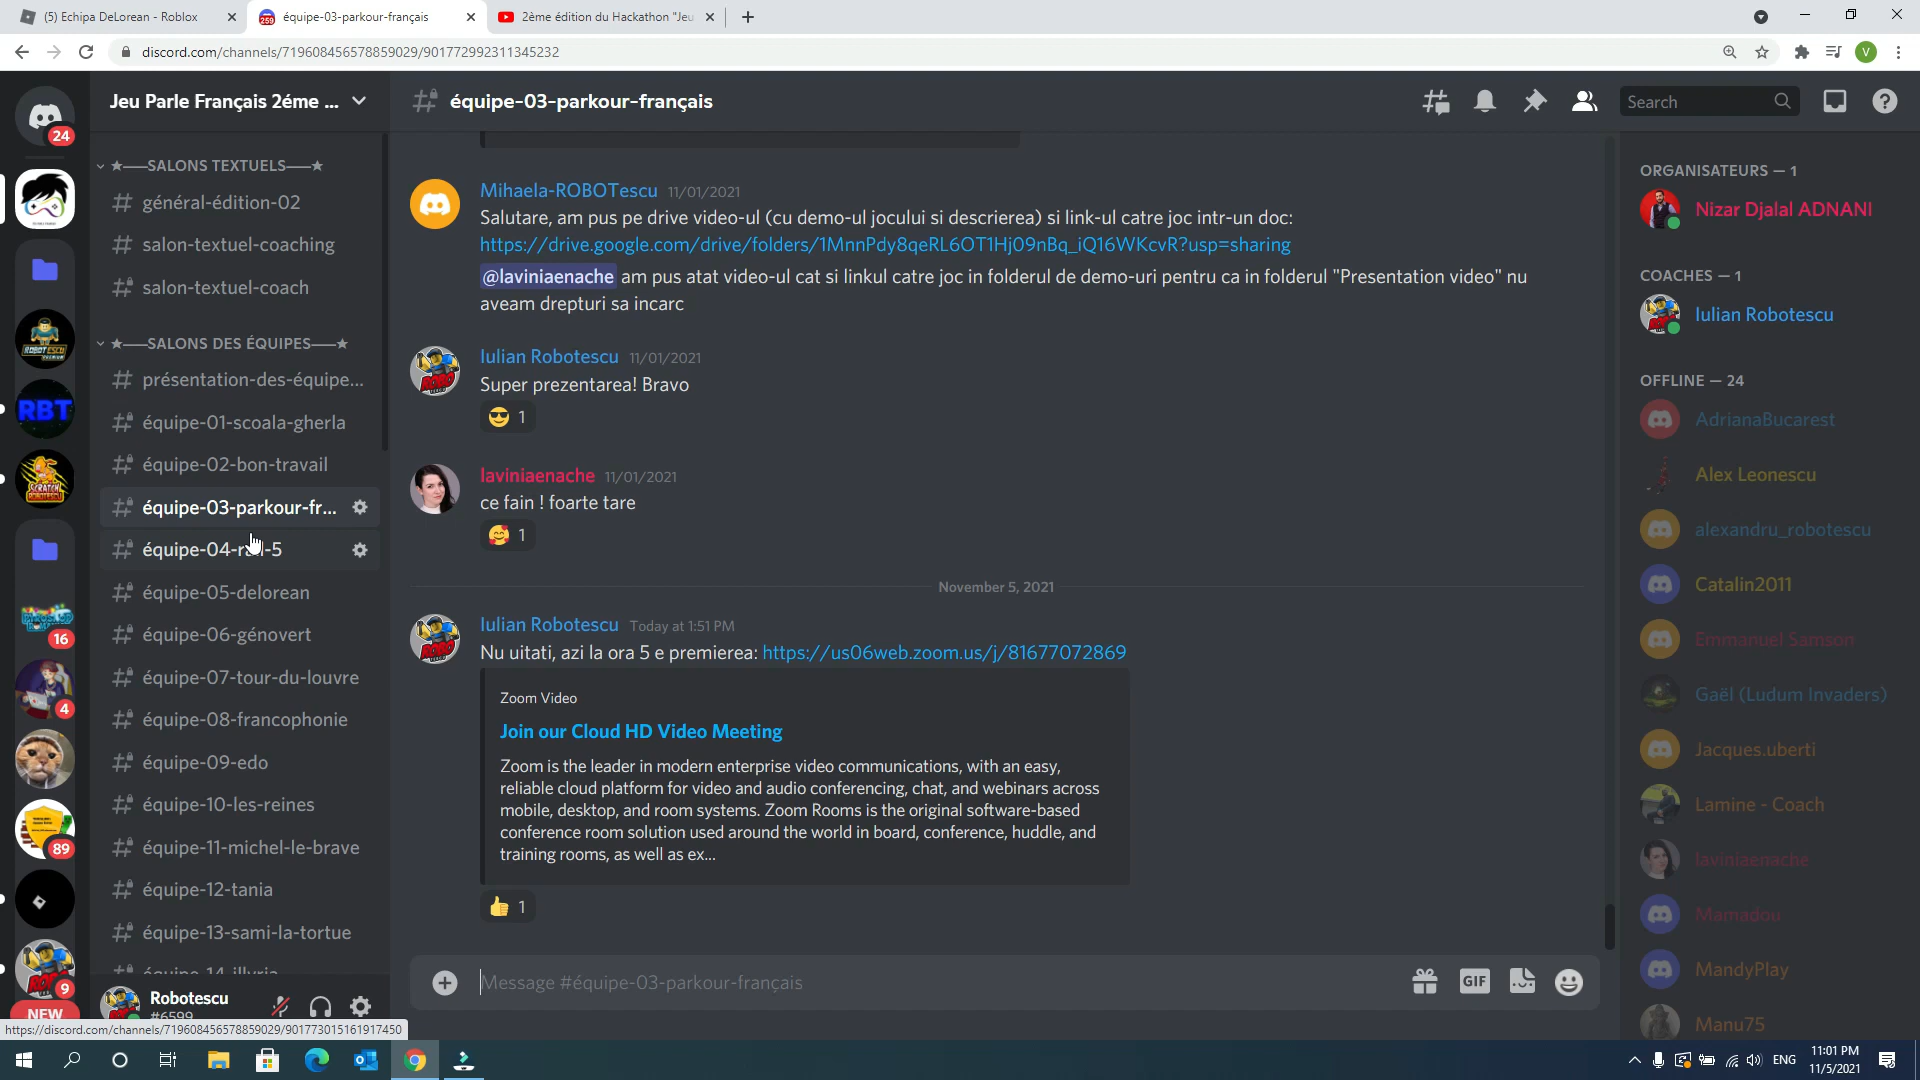 (5) Echipa DeLorean - Roblox
équipe-03-parkour-français
2ème édition du Hackathon "Jeu
259
discord.com/channels/719608456578859029/901772992311345232
V
24
Jeu Parle Français 2éme ...
équipe-03-parkour-français
Search
★——SALONS TEXTUELS——★
général-édition-02
salon-textuel-coaching
salon-textuel-coach
★——SALONS DES ÉQUIPES——★
présentation-des-équipe...
équipe-01-scoala-gherla
équipe-02-bon-travail
équipe-03-parkour-fr...
équipe-05-delorean
équipe-06-génovert
équipe-07-tour-du-louvre
équipe-08-francophonie
équipe-09-edo
équipe-10-les-reines
équipe-11-michel-le-brave
équipe-12-tania
équipe-13-sami-la-tortue
RBT
16
4
89
9
NEW
Robotescu
#6599
Mihaela-ROBOTescu 11/01/2021
Salutare, am pus pe drive video-ul (cu demo-ul jocului si descrierea) si link-ul catre joc intr-un doc:
https://drive.google.com/drive/folders/1MnnPdy8qeRL6OT1Hj09nBq_iQ16WKcvR?usp=sharing
@laviniaenache am pus atat video-ul cat si linkul catre joc in folderul de demo-uri pentru ca in folderul "Presentation video" nu
aveam drepturi sa incarc
Iulian Robotescu 11/01/2021
Super prezentarea! Bravo
1
laviniaenache 11/01/2021
ce fain ! foarte tare
1
November 5, 2021
Iulian Robotescu Today at 1:51 PM
Nu uitati, azi la ora 5 e premierea: https://us06web.zoom.us/j/81677072869
Zoom Video
Join our Cloud HD Video Meeting
Zoom is the leader in modern enterprise video communications, with an easy,
reliable cloud platform for video and audio conferencing, chat, and webinars across
mobile, desktop, and room systems. Zoom Rooms is the original software-based
conference room solution used around the world in board, conference, huddle, and
training rooms, as well as ex...
1
Message #équipe-03-parkour-français
GIF
ORGANISATEURS — 1
Nizar Djalal ADNANI
COACHES — 1
Iulian Robotescu
OFFLINE — 24
AdrianaBucarest
Alex Leonescu
alexandru_robotescu
Catalin2011
Emmanuel Samson
Gaël (Ludum Invaders)
Jacques.uberti
Lamine - Coach
laviniaenache
Mamadou
MandyPlay
Manu75
https://discord.com/channels/719608456578859029/901773015161917450
ENG
11:01 PM
11/5/2021